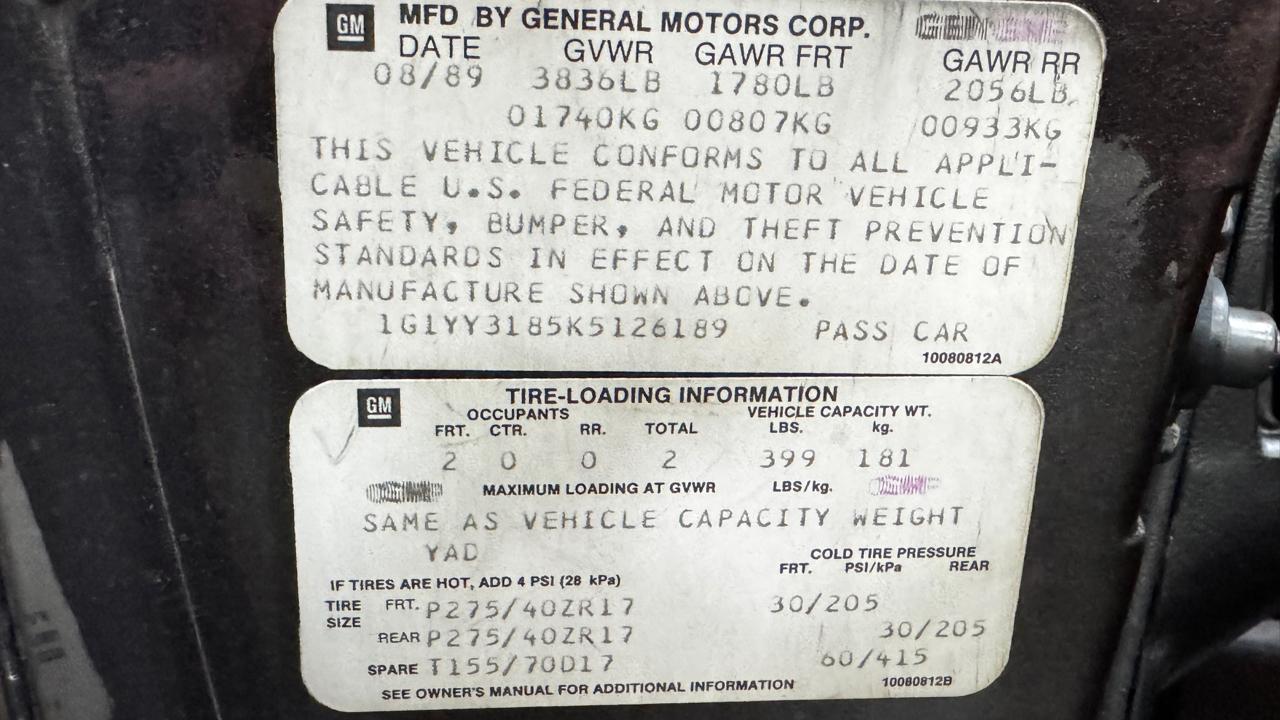 GM MFD BY GENERAL MOTORS CORP.
DATE GVWR GAWR FRT GAWR RR
08/89 3836LB 1780LB 2056LB
01740KG 00807KG 00933KG
THIS VEHICLE CONFORMS TO ALL APPLI-
CABLE U.S. FEDERAL MOTOR VEHICLE
SAFETY, BUMPER, AND THEFT PREVENTION
STANDARDS IN EFFECT ON THE DATE OF
MANUFACTURE SHOWN ABOVE.
1G1YY3185K5126189 PASS CAR
10080812A
GM TIRE-LOADING INFORMATION
OCCUPANTS VEHICLE CAPACITY WT.
FRT. CTR. RR. TOTAL LBS. kg.
2 0 0 2 399 181
MAXIMUM LOADING AT GVWR LBS/kg.
SAME AS VEHICLE CAPACITY WEIGHT
YAD
COLD TIRE PRESSURE
FRT. PSI/kPa REAR
IF TIRES ARE HOT, ADD 4 PSI (28 kPa)
TIRE SIZE FRT. P275/40ZR17 30/205
REAR P275/40ZR17 30/205
SPARE T155/70D17 60/415
SEE OWNER'S MANUAL FOR ADDITIONAL INFORMATION 10080812B